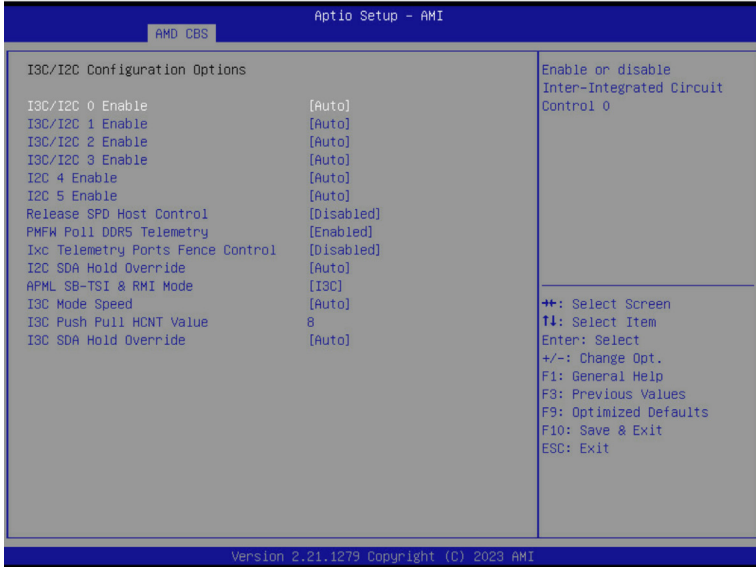 Aptio Setup - AMI
AMD CBS
I3C/I2C Configuration Options
I3C/I2C 0 Enable [Auto]
I3C/I2C 1 Enable [Auto]
I3C/I2C 2 Enable [Auto]
I3C/I2C 3 Enable [Auto]
I2C 4 Enable [Auto]
I2C 5 Enable [Auto]
Release SPD Host Control [Disabled]
PMFW Poll DDR5 Telemetry [Enabled]
Ixc Telemetry Ports Fence Control [Disabled]
I2C SDA Hold Override [Auto]
APML SB-TSI & RMI Mode [I3C]
I3C Mode Speed [Auto]
I3C Push Pull HCNT Value 8
I3C SDA Hold Override [Auto]
Enable or disable
Inter-Integrated Circuit
Control 0
→←: Select Screen
↑↓: Select Item
Enter: Select
+/-: Change Opt.
F1: General Help
F3: Previous Values
F9: Optimized Defaults
F10: Save & Exit
ESC: Exit
Version 2.21.1279 Copyright (C) 2023 AMI